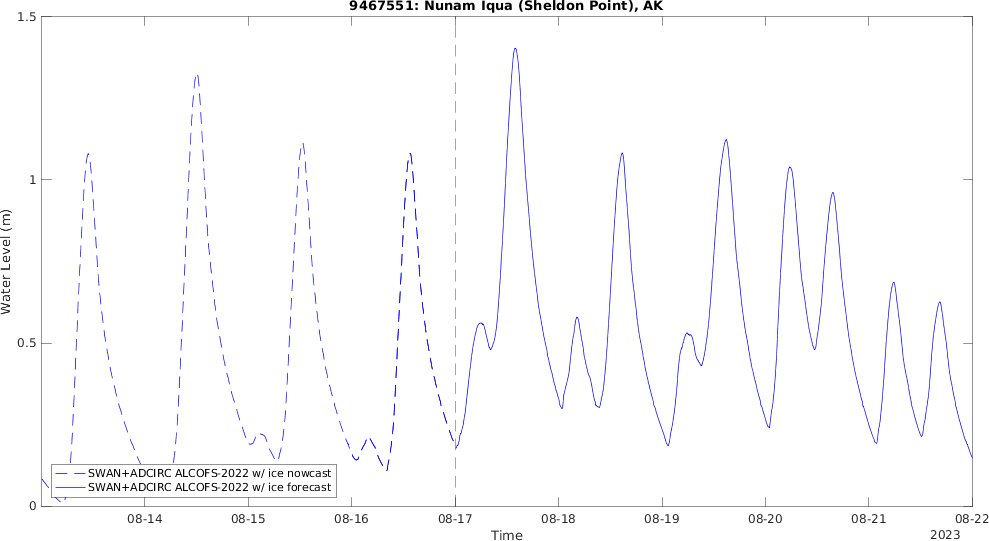 9467551: Nunam Iqua (Sheldon Point), AK
1.5
1
0.5
0
Water Level (m)
SWAN+ADCIRC ALCOFS-2022 w/ ice nowcast
SWAN+ADCIRC ALCOFS-2022 w/ ice forecast
08-14 08-15 08-16 08-17 08-18 08-19 08-20 08-21 08-22
Time
2023